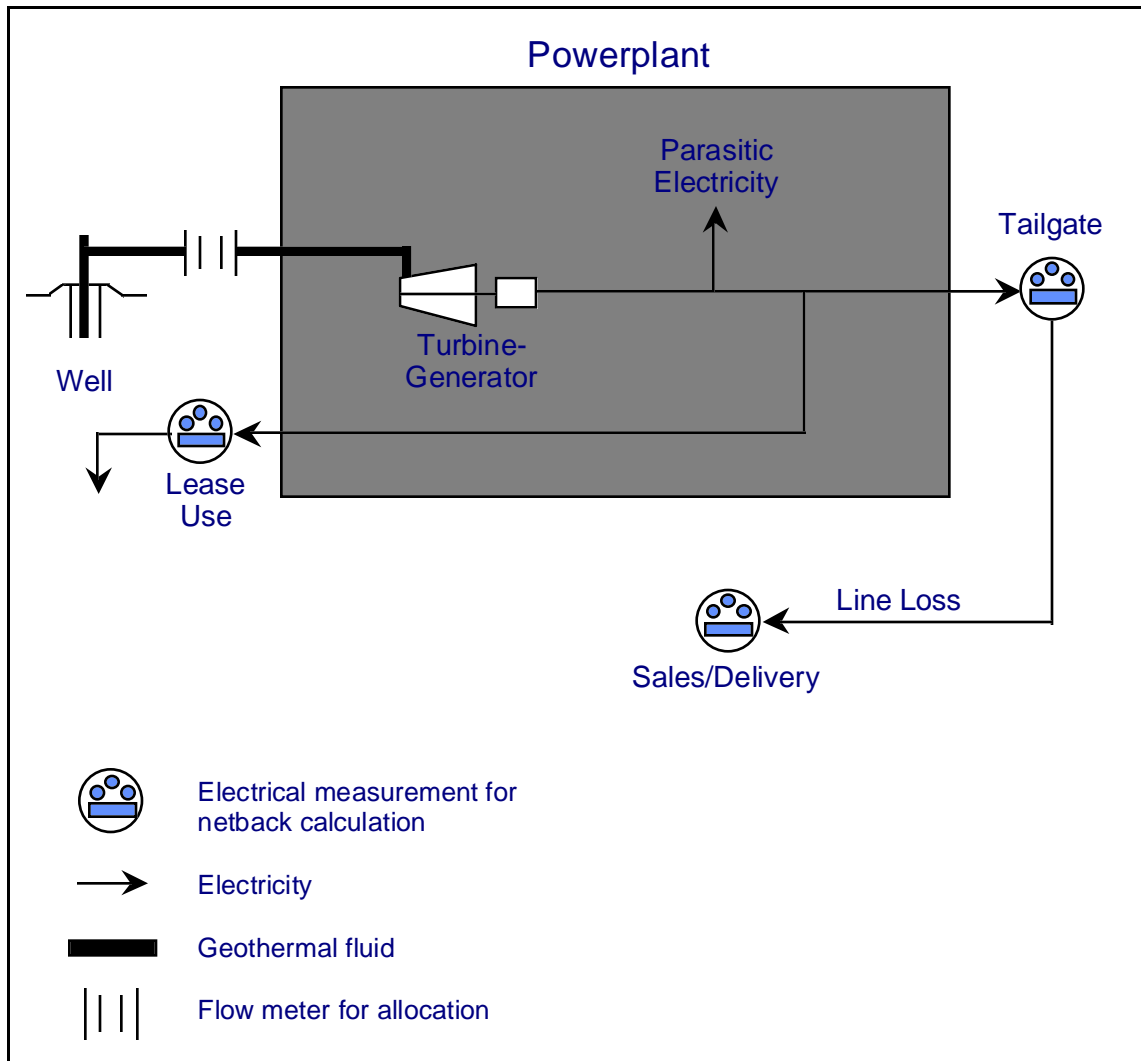 Powerplant
Parasitic
Electricity
Tailgate
Turbine-
Generator
Well
Lease
Use
Line Loss
Sales/Delivery
Electrical measurement for
netback calculation
Electricity
Geothermal fluid
Flow meter for allocation